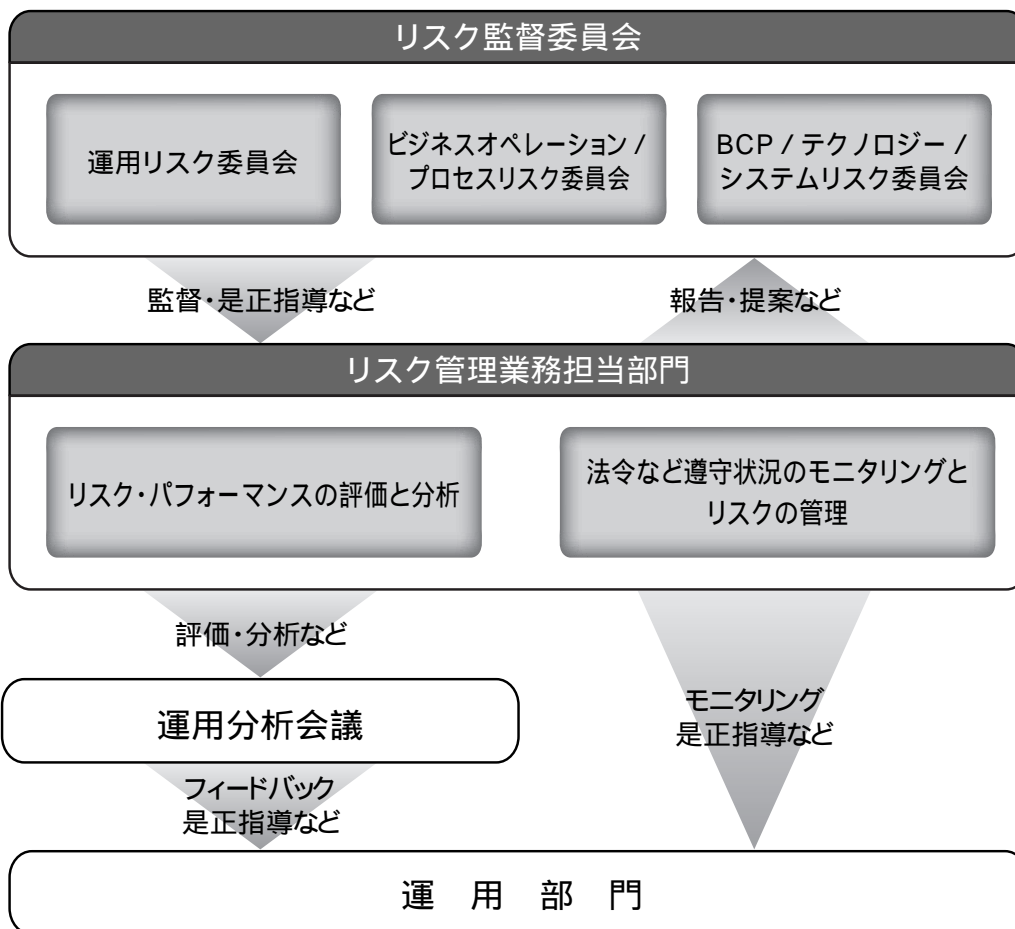 リスク監督委員会
運用リスク委員会
ビジネスオペレーション /
プロセスリスク委員会
BCP / テクノロジー /
システムリスク委員会
監督・是正指導など
報告・提案など
リスク管理業務担当部門
リスク・パフォーマンスの評価と分析
法令など遵守状況のモニタリングと
リスクの管理
評価・分析など
運用分析会議
モニタリング
是正指導など
フィードバック
是正指導など
運 用 部 門